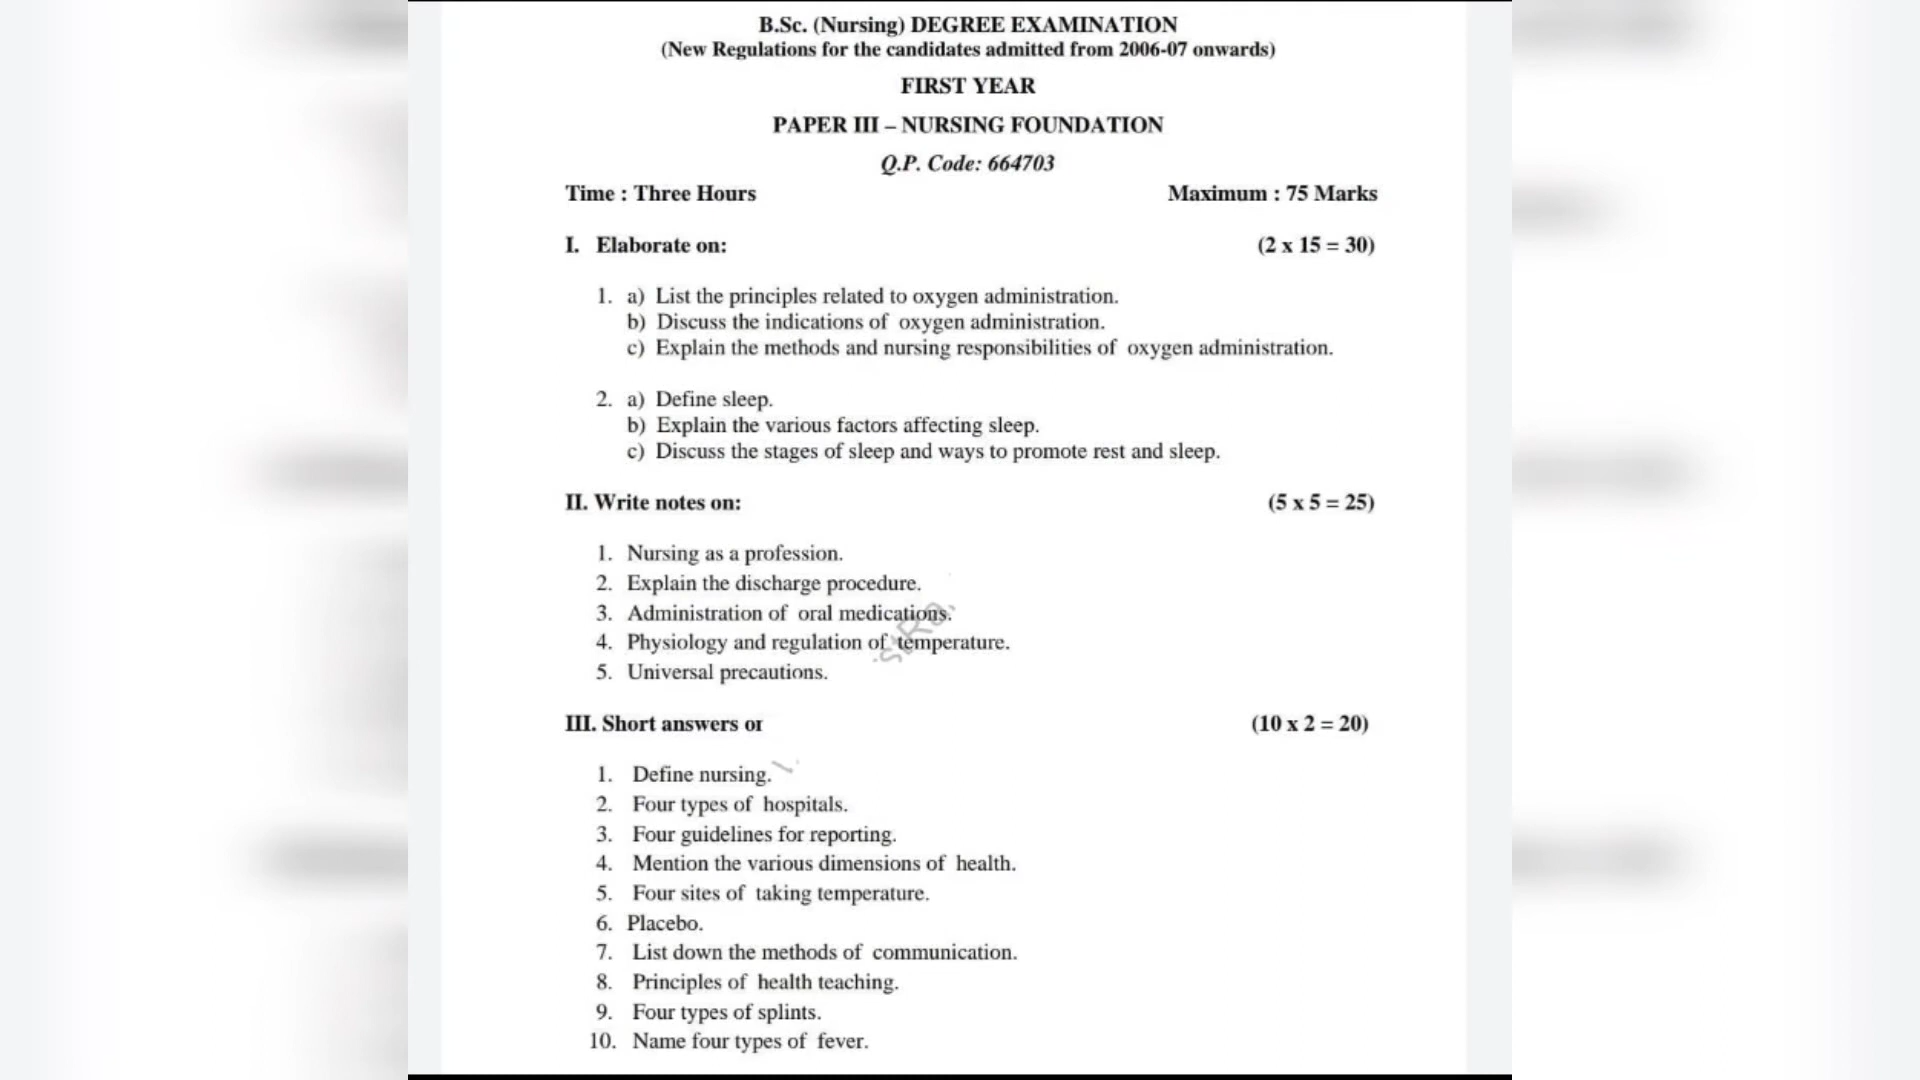 B.Sc. (Nursing) DEGREE EXAMINATION
(New Regulations for the candidates admitted from 2006-07 onwards)
FIRST YEAR
PAPER III – NURSING FOUNDATION
Q.P. Code: 664703
Time : Three Hours Maximum : 75 Marks
I. Elaborate on: (2 x 15 = 30)
1. a) List the principles related to oxygen administration.
b) Discuss the indications of oxygen administration.
c) Explain the methods and nursing responsibilities of oxygen administration.
2. a) Define sleep.
b) Explain the various factors affecting sleep.
c) Discuss the stages of sleep and ways to promote rest and sleep.
II. Write notes on: (5 x 5 = 25)
1. Nursing as a profession.
2. Explain the discharge procedure.
3. Administration of oral medications.
4. Physiology and regulation of temperature.
5. Universal precautions.
III. Short answers (10 x 2 = 20)
1. Define nursing.
2. Four types of hospitals.
3. Four guidelines for reporting.
4. Mention the various dimensions of health.
5. Four sites of taking temperature.
6. Placebo.
7. List down the methods of communication.
8. Principles of health teaching.
9. Four types of splints.
10. Name four types of fever.